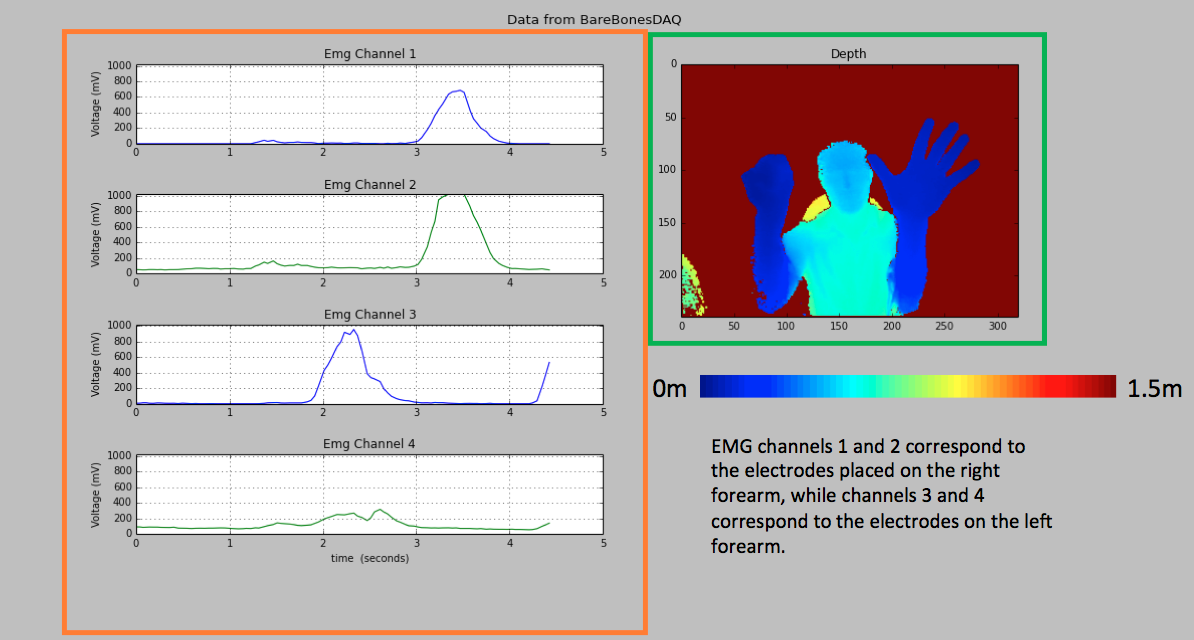 Data from BareBonesDAQ
Emg Channel 1
Voltage (mV)
1000
800
600
400
200
0
0 1 2 3 4 5
Emg Channel 2
Voltage (mV)
1000
800
600
400
200
0
0 1 2 3 4 5
Emg Channel 3
Voltage (mV)
1000
800
600
400
200
0
0 1 2 3 4 5
Emg Channel 4
Voltage (mV)
1000
800
600
400
200
0
0 1 2 3 4 5
time (seconds)
Depth
0
50
100
150
200
0 50 100 150 200 250 300
0m 1.5m
EMG channels 1 and 2 correspond to
the electrodes placed on the right
forearm, while channels 3 and 4
correspond to the electrodes on the left
forearm.